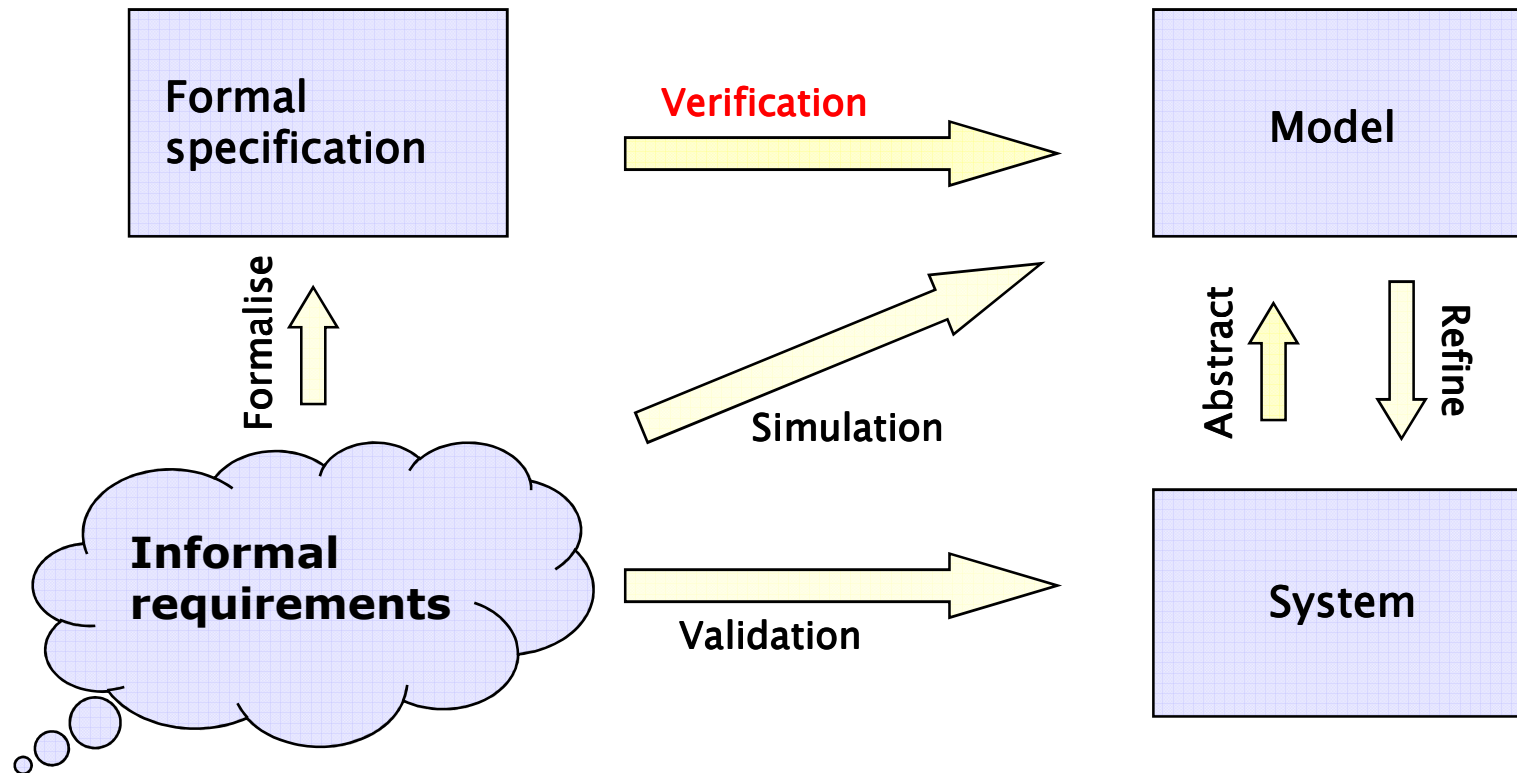 Formal
specification
Verification
Model
Formalise
Simulation
Abstract
Refine
Informal
requirements
Validation
System